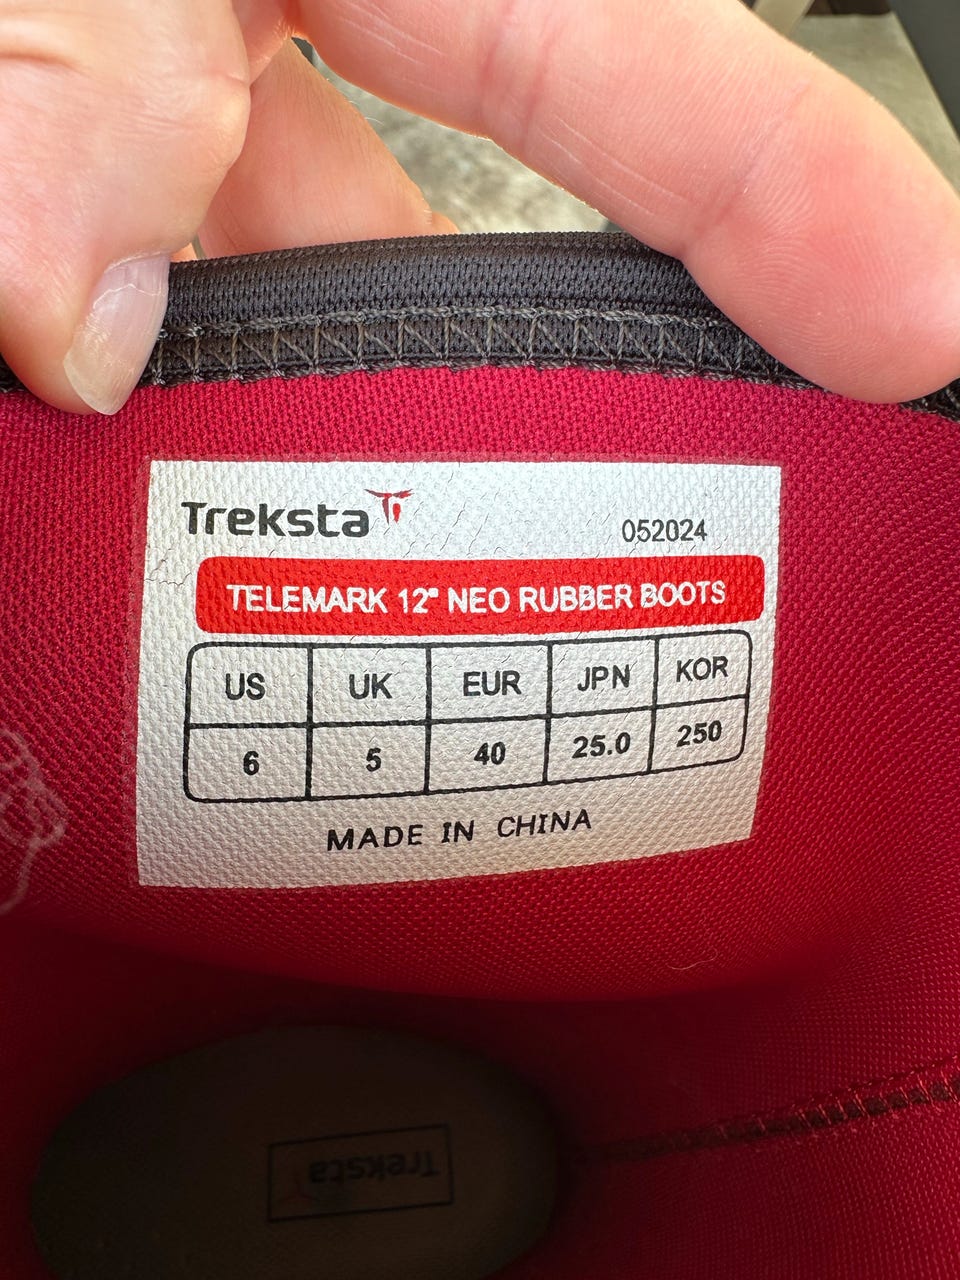 Treksta
052024
TELEMARK 12" NEO RUBBER BOOTS
US UK EUR JPN KOR
6 5 40 25.0 250
MADE IN CHINA
Treksta